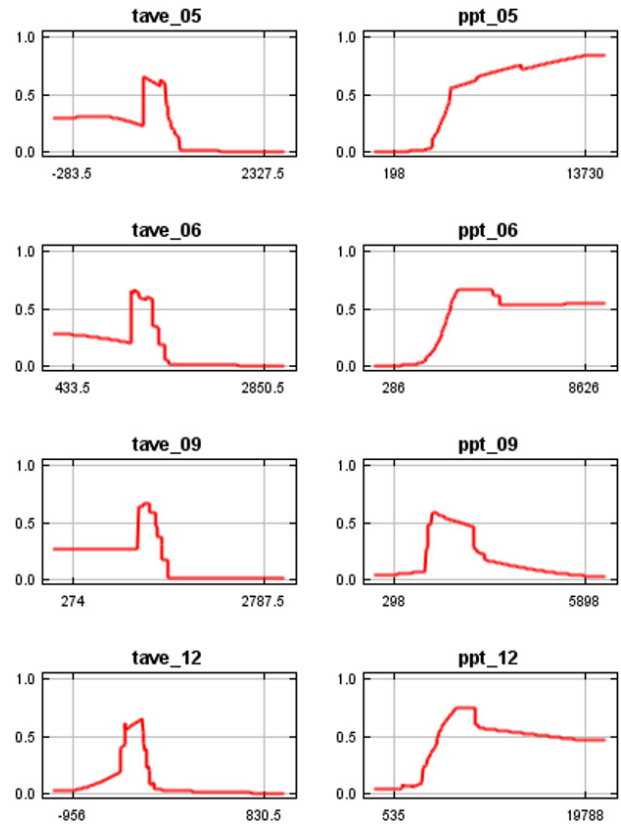 tave_05 ppt_05
1.0 1.0
0.5 0.5
0.0 0.0
-283.5 2327.5 198 13730
tave_06 ppt_06
1.0 1.0
0.5 0.5
0.0 0.0
433.5 2850.5 286 8626
tave_09 ppt_09
1.0 1.0
0.5 0.5
0.0 0.0
274 2787.5 298 5898
tave_12 ppt_12
1.0 1.0
0.5 0.5
0.0 0.0
-956 830.5 535 19788